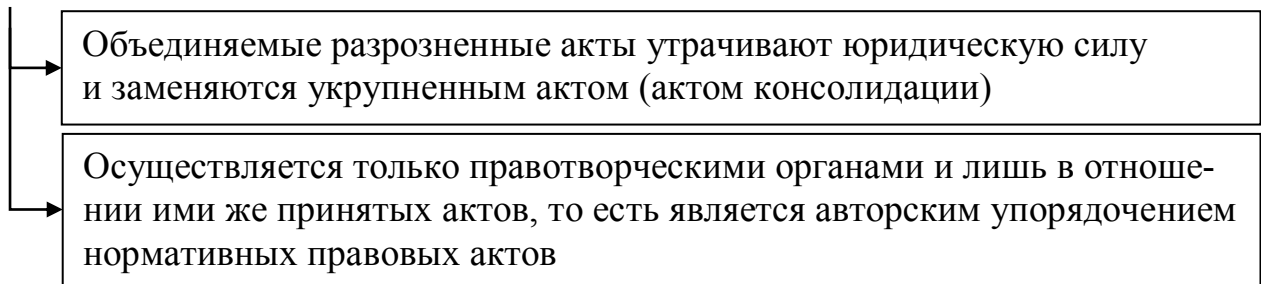 Объединяемые разрозненные акты утрачивают юридическую силу
и заменяются укрупненным актом (актом консолидации)
Осуществляется только правотворческими органами и лишь в отноше-
нии ими же принятых актов, то есть является авторским упорядочением
нормативных правовых актов